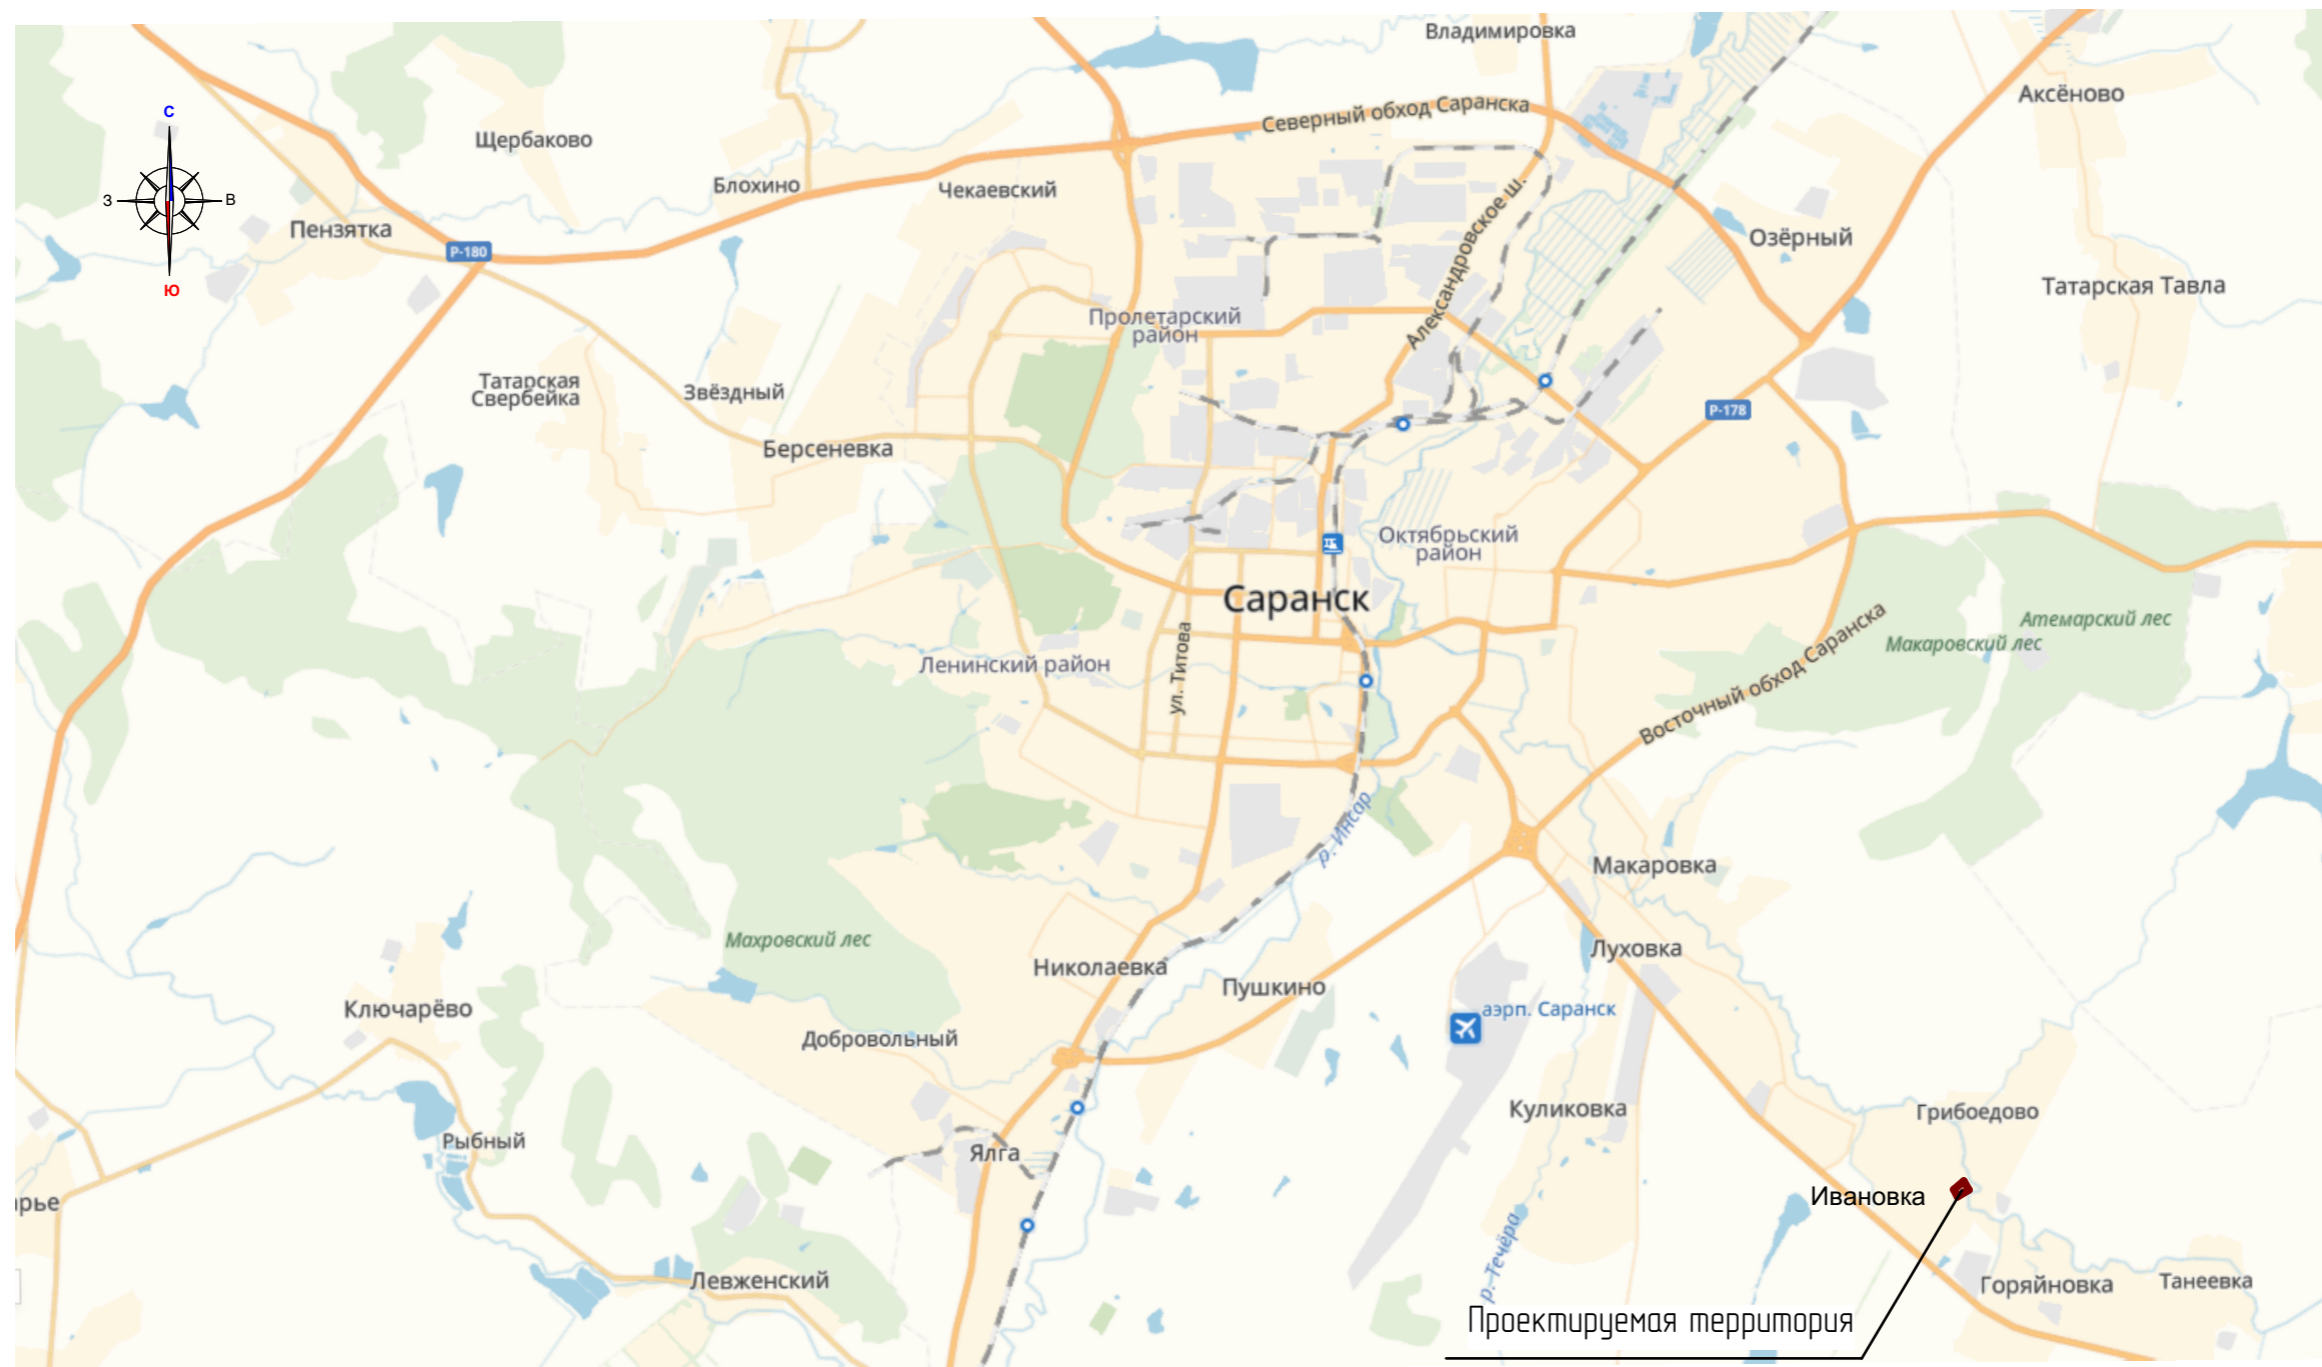 Владимировка
Аксёново
С
Северный обход Саранска
Щербаково
Блохино
Чекаевский
З
В
Александровское ш.
Пензятка
Р-180
Озёрный
Ю
Татарская Тавла
Пролетарский
район
Татарская
Свербейка
Звёздный
Р-178
Берсеневка
Октябрьский
район
Саранск
Атемарский лес
Макаровский лес
Восточный обход Саранска
Ленинский район
ул. Титова
р. Инсар
Макаровка
Махровский лес
Николаевка
Луховка
Пушкино
Ключарёво
аэрп. Саранск
Добровольный
Куликовка
Грибоедово
Рыбный
Ялга
арье
Ивановка
р. Течёра
Левженский
Горяйновка
Танеевка
Проектируемая территория